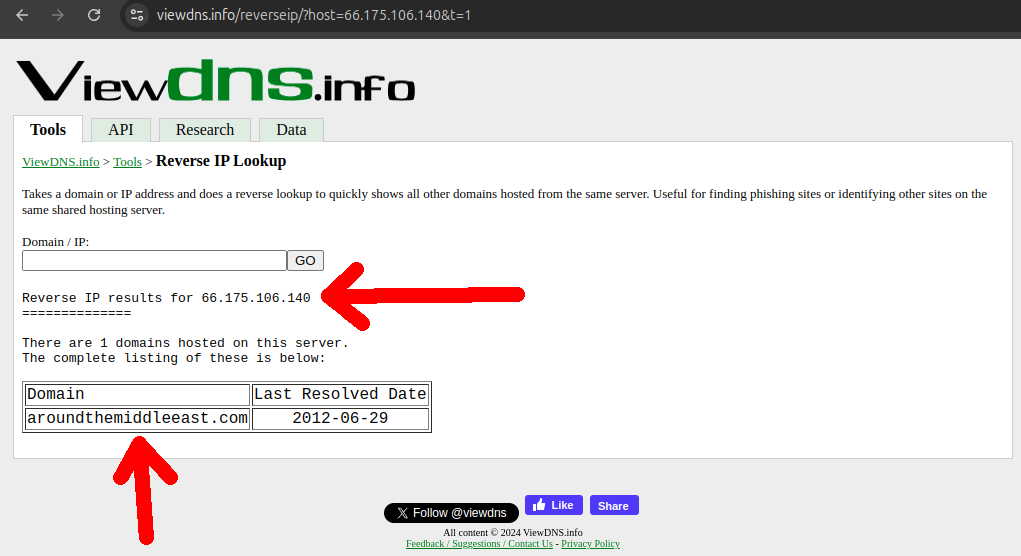 viewdns.info/reverseip/?host=66.175.106.140&t=1
Viewdns.info
Tools API Research Data
ViewDNS.info > Tools > Reverse IP Lookup
Takes a domain or IP address and does a reverse lookup to quickly shows all other domains hosted from the same server. Useful for finding phishing sites or identifying other sites on the
same shared hosting server.
Domain / IP:
GO
Reverse IP results for 66.175.106.140
==============
There are 1 domains hosted on this server.
The complete listing of these is below:
Domain Last Resolved Date
aroundthemiddleeast.com 2012-06-29
X Follow @viewdns Like Share
All content © 2024 ViewDNS.info
Feedback / Suggestions / Contact Us - Privacy Policy